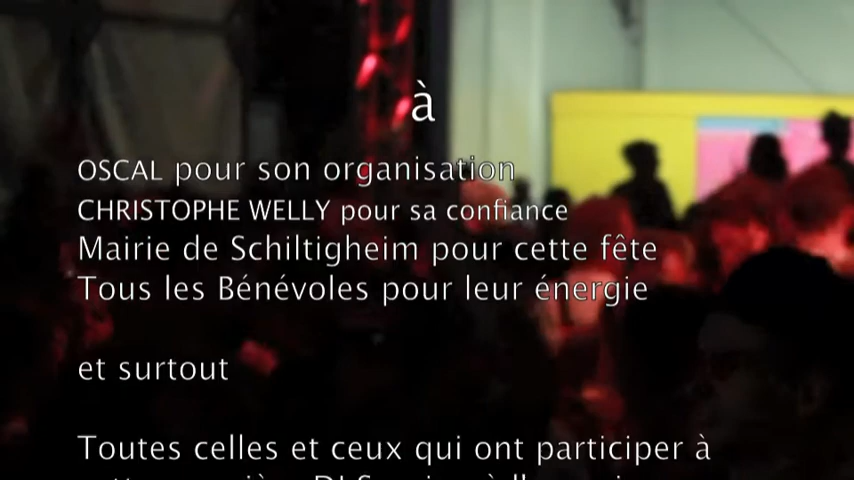 à
OSCAL pour son organisation
CHRISTOPHE WELLY pour sa confiance
Mairie de Schiltigheim pour cette fête
Tous les Bénévoles pour leur énergie
et surtout
Toutes celles et ceux qui ont participer à